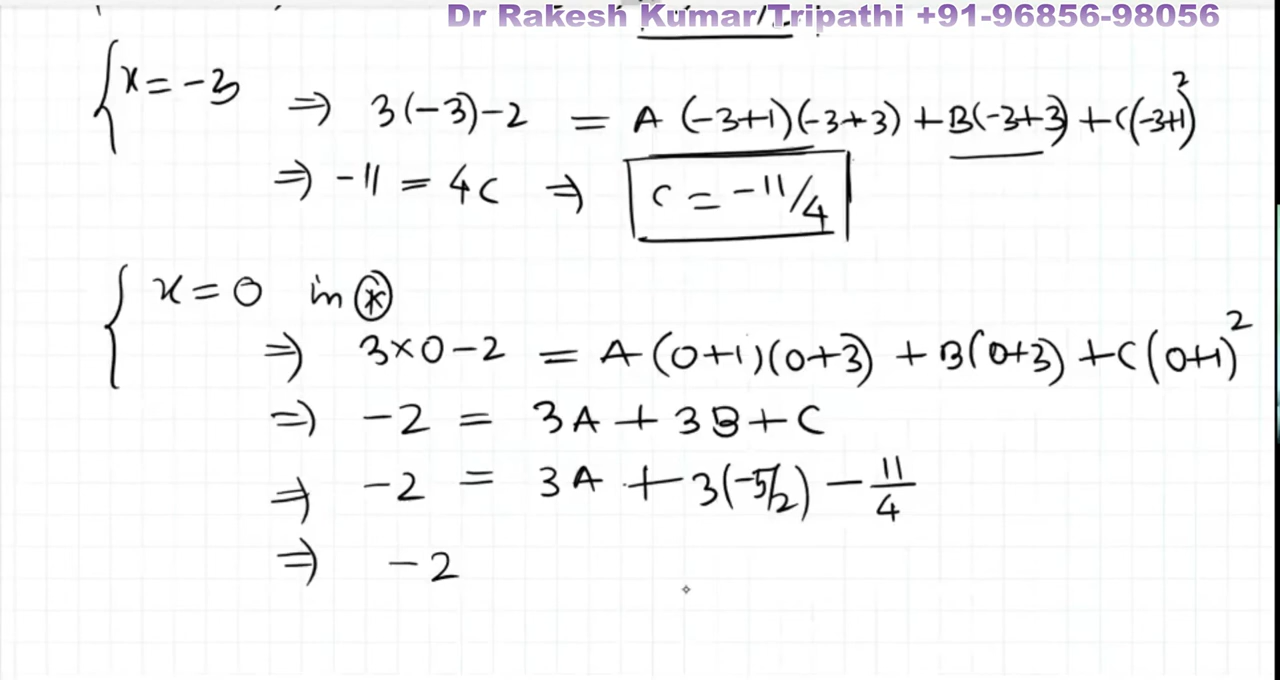 Dr Rakesh Kumar Tripathi +91-96856-98056
x = -3 ⇒ 3(-3)-2 = A(-3+1)(-3+3) + B(-3+3) + C(-3+1)²
⇒ -11 = 4C ⇒ C = -11/4
x = 0 in ⊛
⇒ 3×0-2 = A(0+1)(0+3) + B(0+3) + C(0+1)²
⇒ -2 = 3A + 3B + C
⇒ -2 = 3A + 3(-5/2) - 11/4
⇒ -2